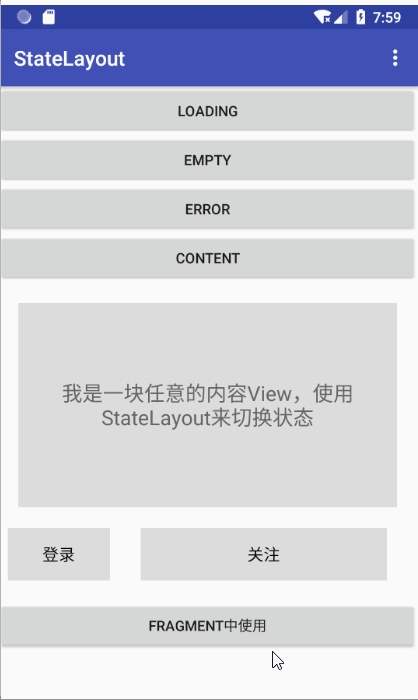 7:59
StateLayout
LOADING
EMPTY
ERROR
CONTENT
我是一块任意的内容View，使用
StateLayout来切换状态
登录
关注
FRAGMENT中使用